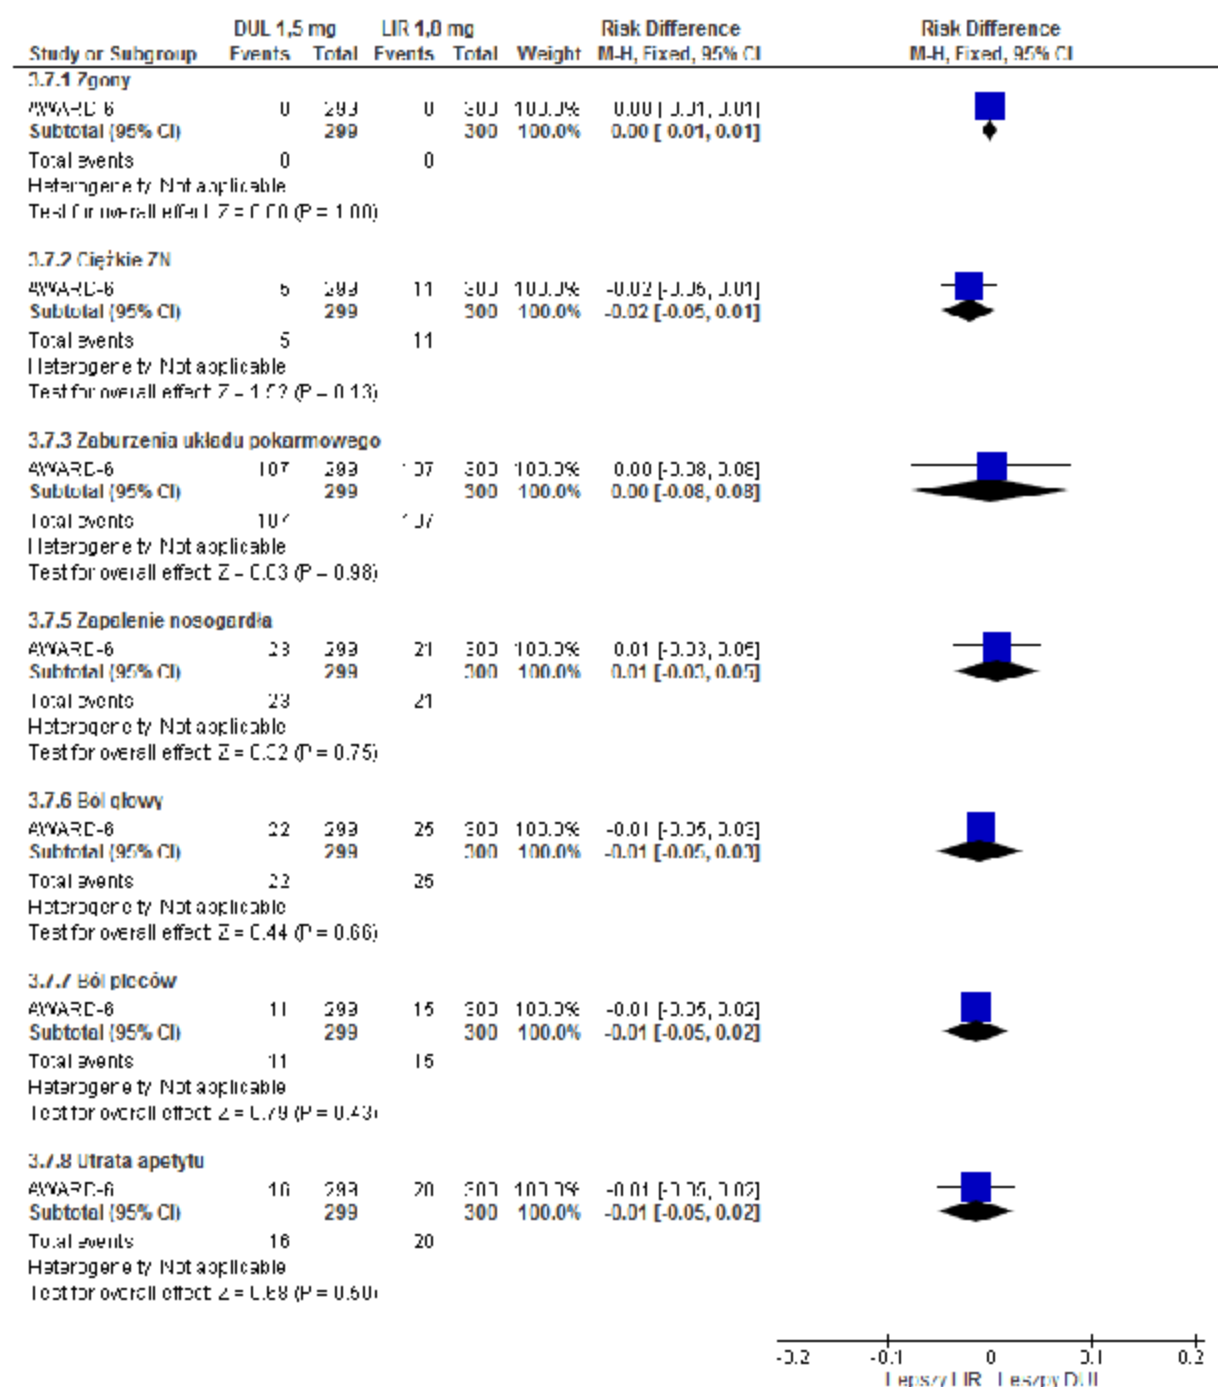 DUL 1,5 mg LIR 1,8 mg Risk Difference Risk Difference
Study or Subgroup Events Total Events Total Weight M-H, Fixed, 95% CI M-H, Fixed, 95% CI
3.7.1 Zgony
AWARD-6 0 299 0 300 100.0% 0.00 [-0.01, 0.01]
Subtotal (95% CI) 299 300 100.0% 0.00 [-0.01, 0.01]
Total events 0 0
Heterogeneity: Not applicable
Test for overall effect: Z = 0.00 (P = 1.00)
3.7.2 Ciężkie ZN
AWARD-6 5 299 11 300 100.0% -0.02 [-0.05, 0.01]
Subtotal (95% CI) 299 300 100.0% -0.02 [-0.05, 0.01]
Total events 5 11
Heterogeneity: Not applicable
Test for overall effect: Z = 1.52 (P = 0.13)
3.7.3 Zaburzenia układu pokarmowego
AWARD-6 107 299 107 300 100.0% 0.00 [-0.08, 0.08]
Subtotal (95% CI) 299 300 100.0% 0.00 [-0.08, 0.08]
Total events 107 107
Heterogeneity: Not applicable
Test for overall effect: Z = 0.03 (P = 0.98)
3.7.5 Zapalenie nosogardła
AWARD-6 23 299 21 300 100.0% 0.01 [-0.03, 0.05]
Subtotal (95% CI) 299 300 100.0% 0.01 [-0.03, 0.05]
Total events 23 21
Heterogeneity: Not applicable
Test for overall effect: Z = 0.32 (P = 0.75)
3.7.6 Ból głowy
AWARD-6 22 299 25 300 100.0% -0.01 [-0.05, 0.03]
Subtotal (95% CI) 299 300 100.0% -0.01 [-0.05, 0.03]
Total events 22 25
Heterogeneity: Not applicable
Test for overall effect: Z = 0.44 (P = 0.66)
3.7.7 Ból pleców
AWARD-6 11 299 15 300 100.0% -0.01 [-0.05, 0.02]
Subtotal (95% CI) 299 300 100.0% -0.01 [-0.05, 0.02]
Total events 11 15
Heterogeneity: Not applicable
Test for overall effect: Z = 0.79 (P = 0.43)
3.7.8 Utrata apetytu
AWARD-6 16 299 20 300 100.0% -0.01 [-0.05, 0.02]
Subtotal (95% CI) 299 300 100.0% -0.01 [-0.05, 0.02]
Total events 16 20
Heterogeneity: Not applicable
Test for overall effect: Z = 0.68 (P = 0.50)
-0.2 -0.1 0 0.1 0.2
Lepszy LIR Leszpy DUL